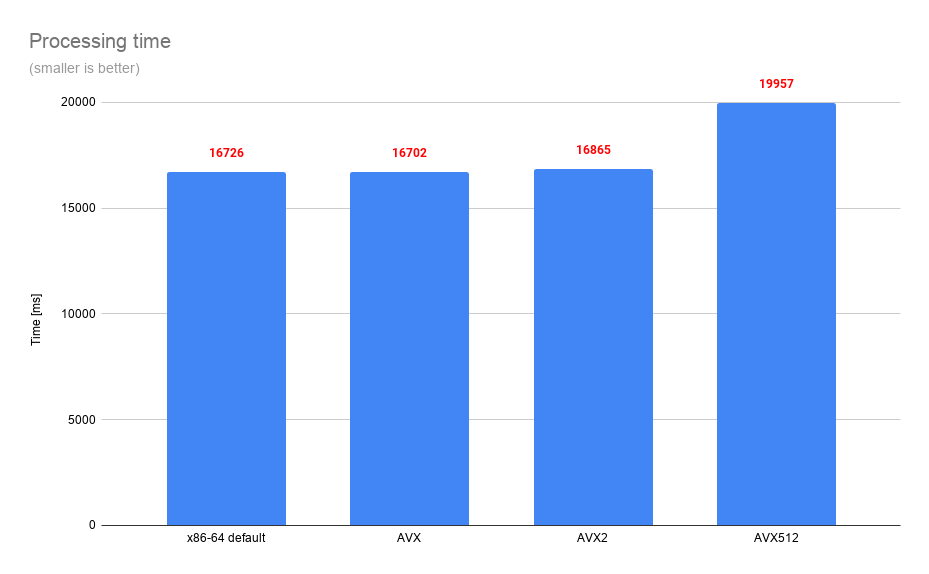 Processing time
(smaller is better)
20000
15000
10000
5000
0
Time [ms]
16726
16702
16865
19957
x86-64 default
AVX
AVX2
AVX512